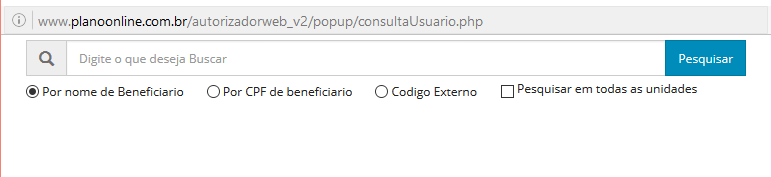 www.planoonline.com.br/autorizadorweb_v2/popup/consultaUsuario.php
Digite o que deseja Buscar Pesquisar
Por nome de Beneficiario Por CPF de beneficiario Codigo Externo Pesquisar em todas as unidades